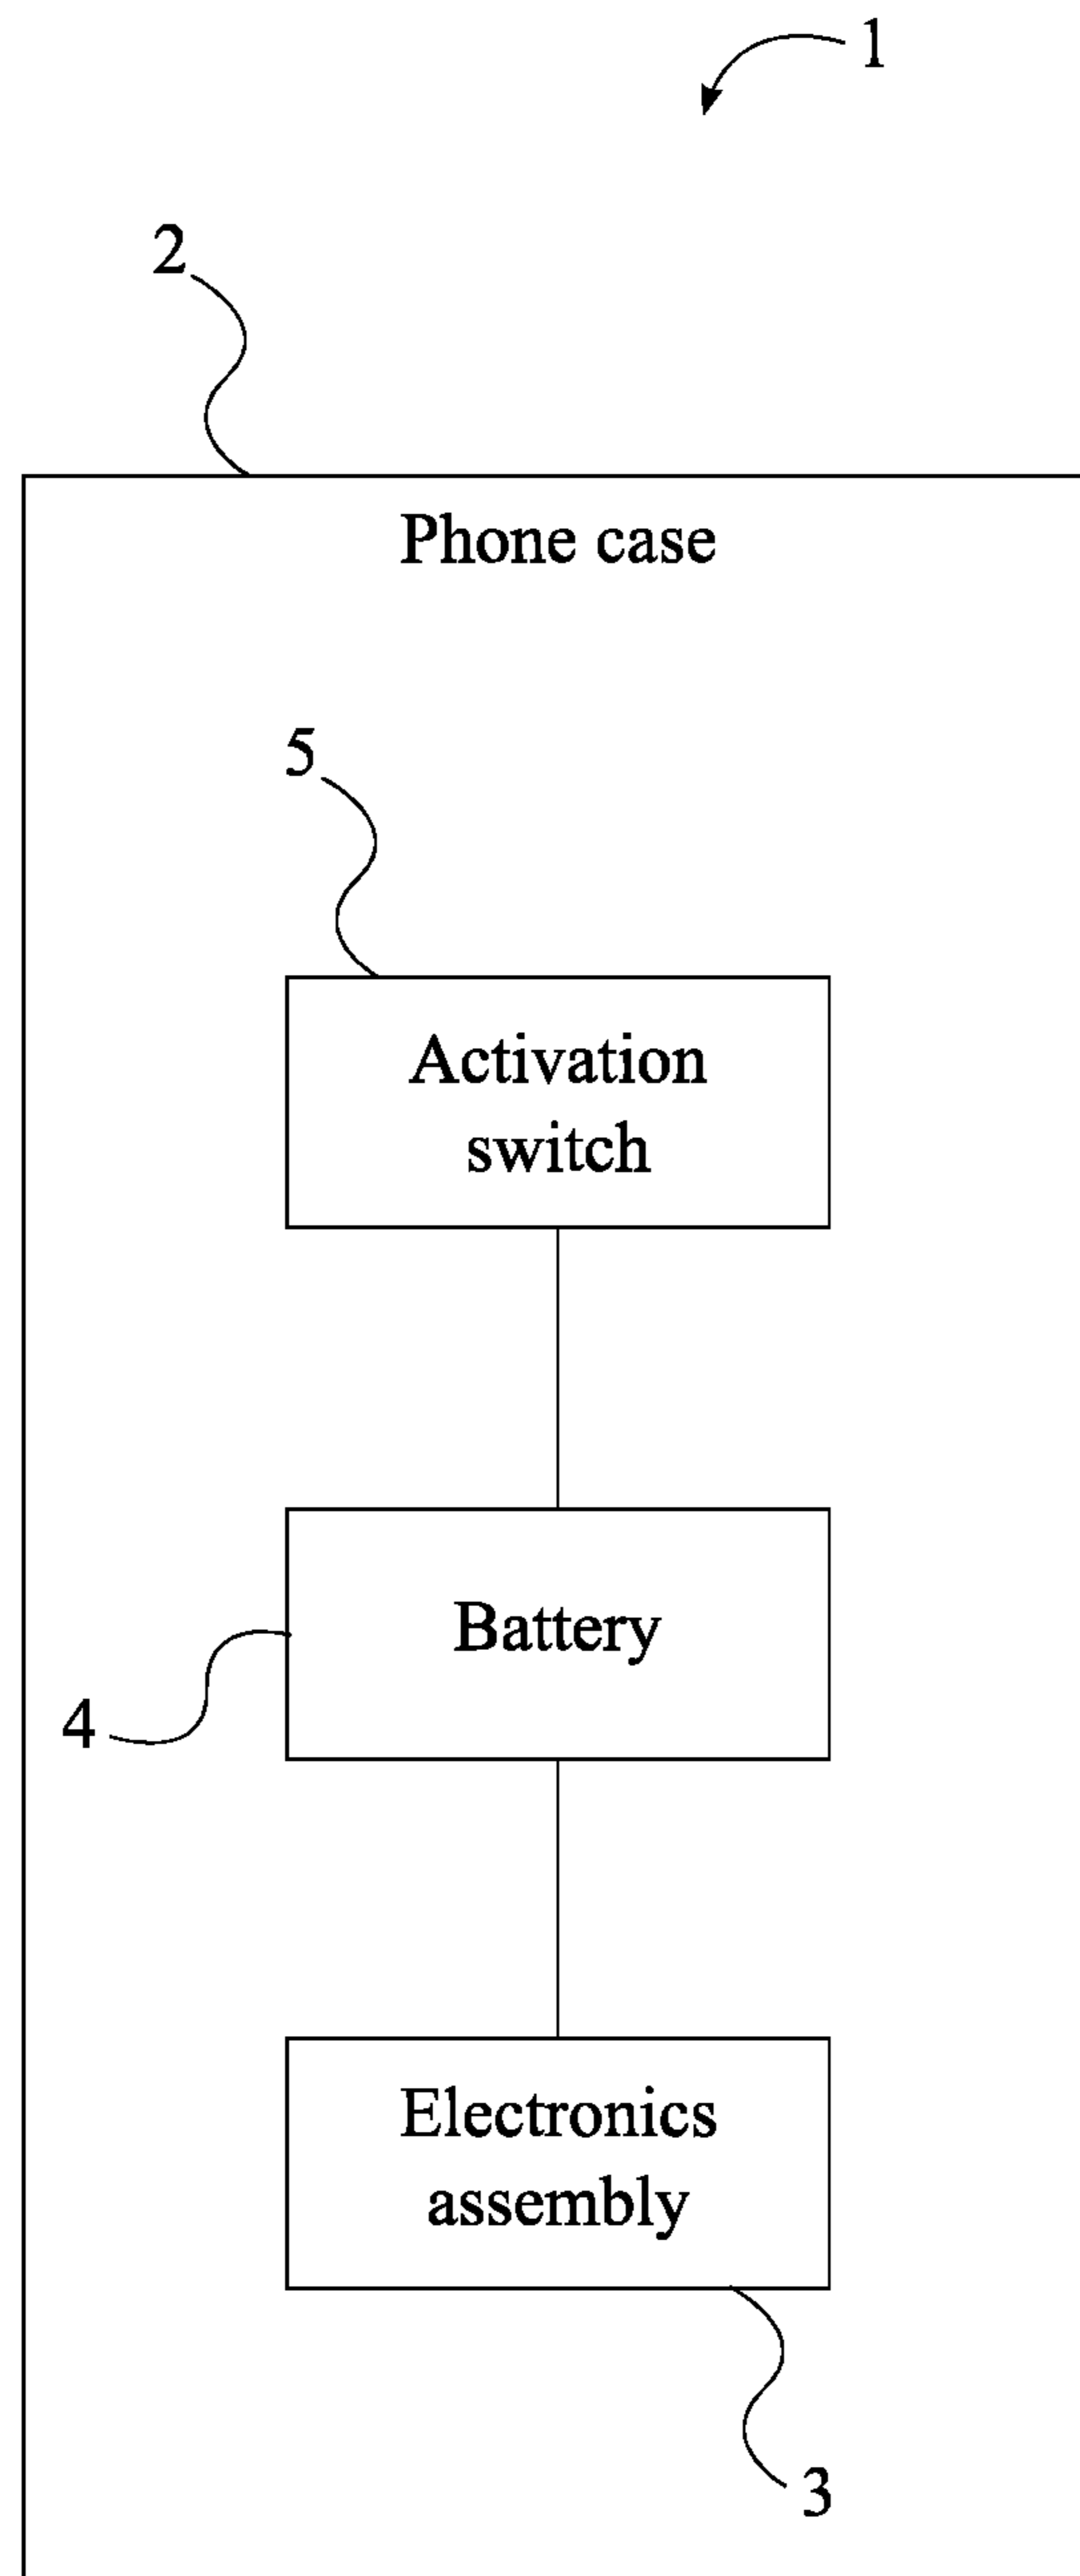 1
2
Phone case
5
Activation
switch
Battery
4
Electronics
assembly
3